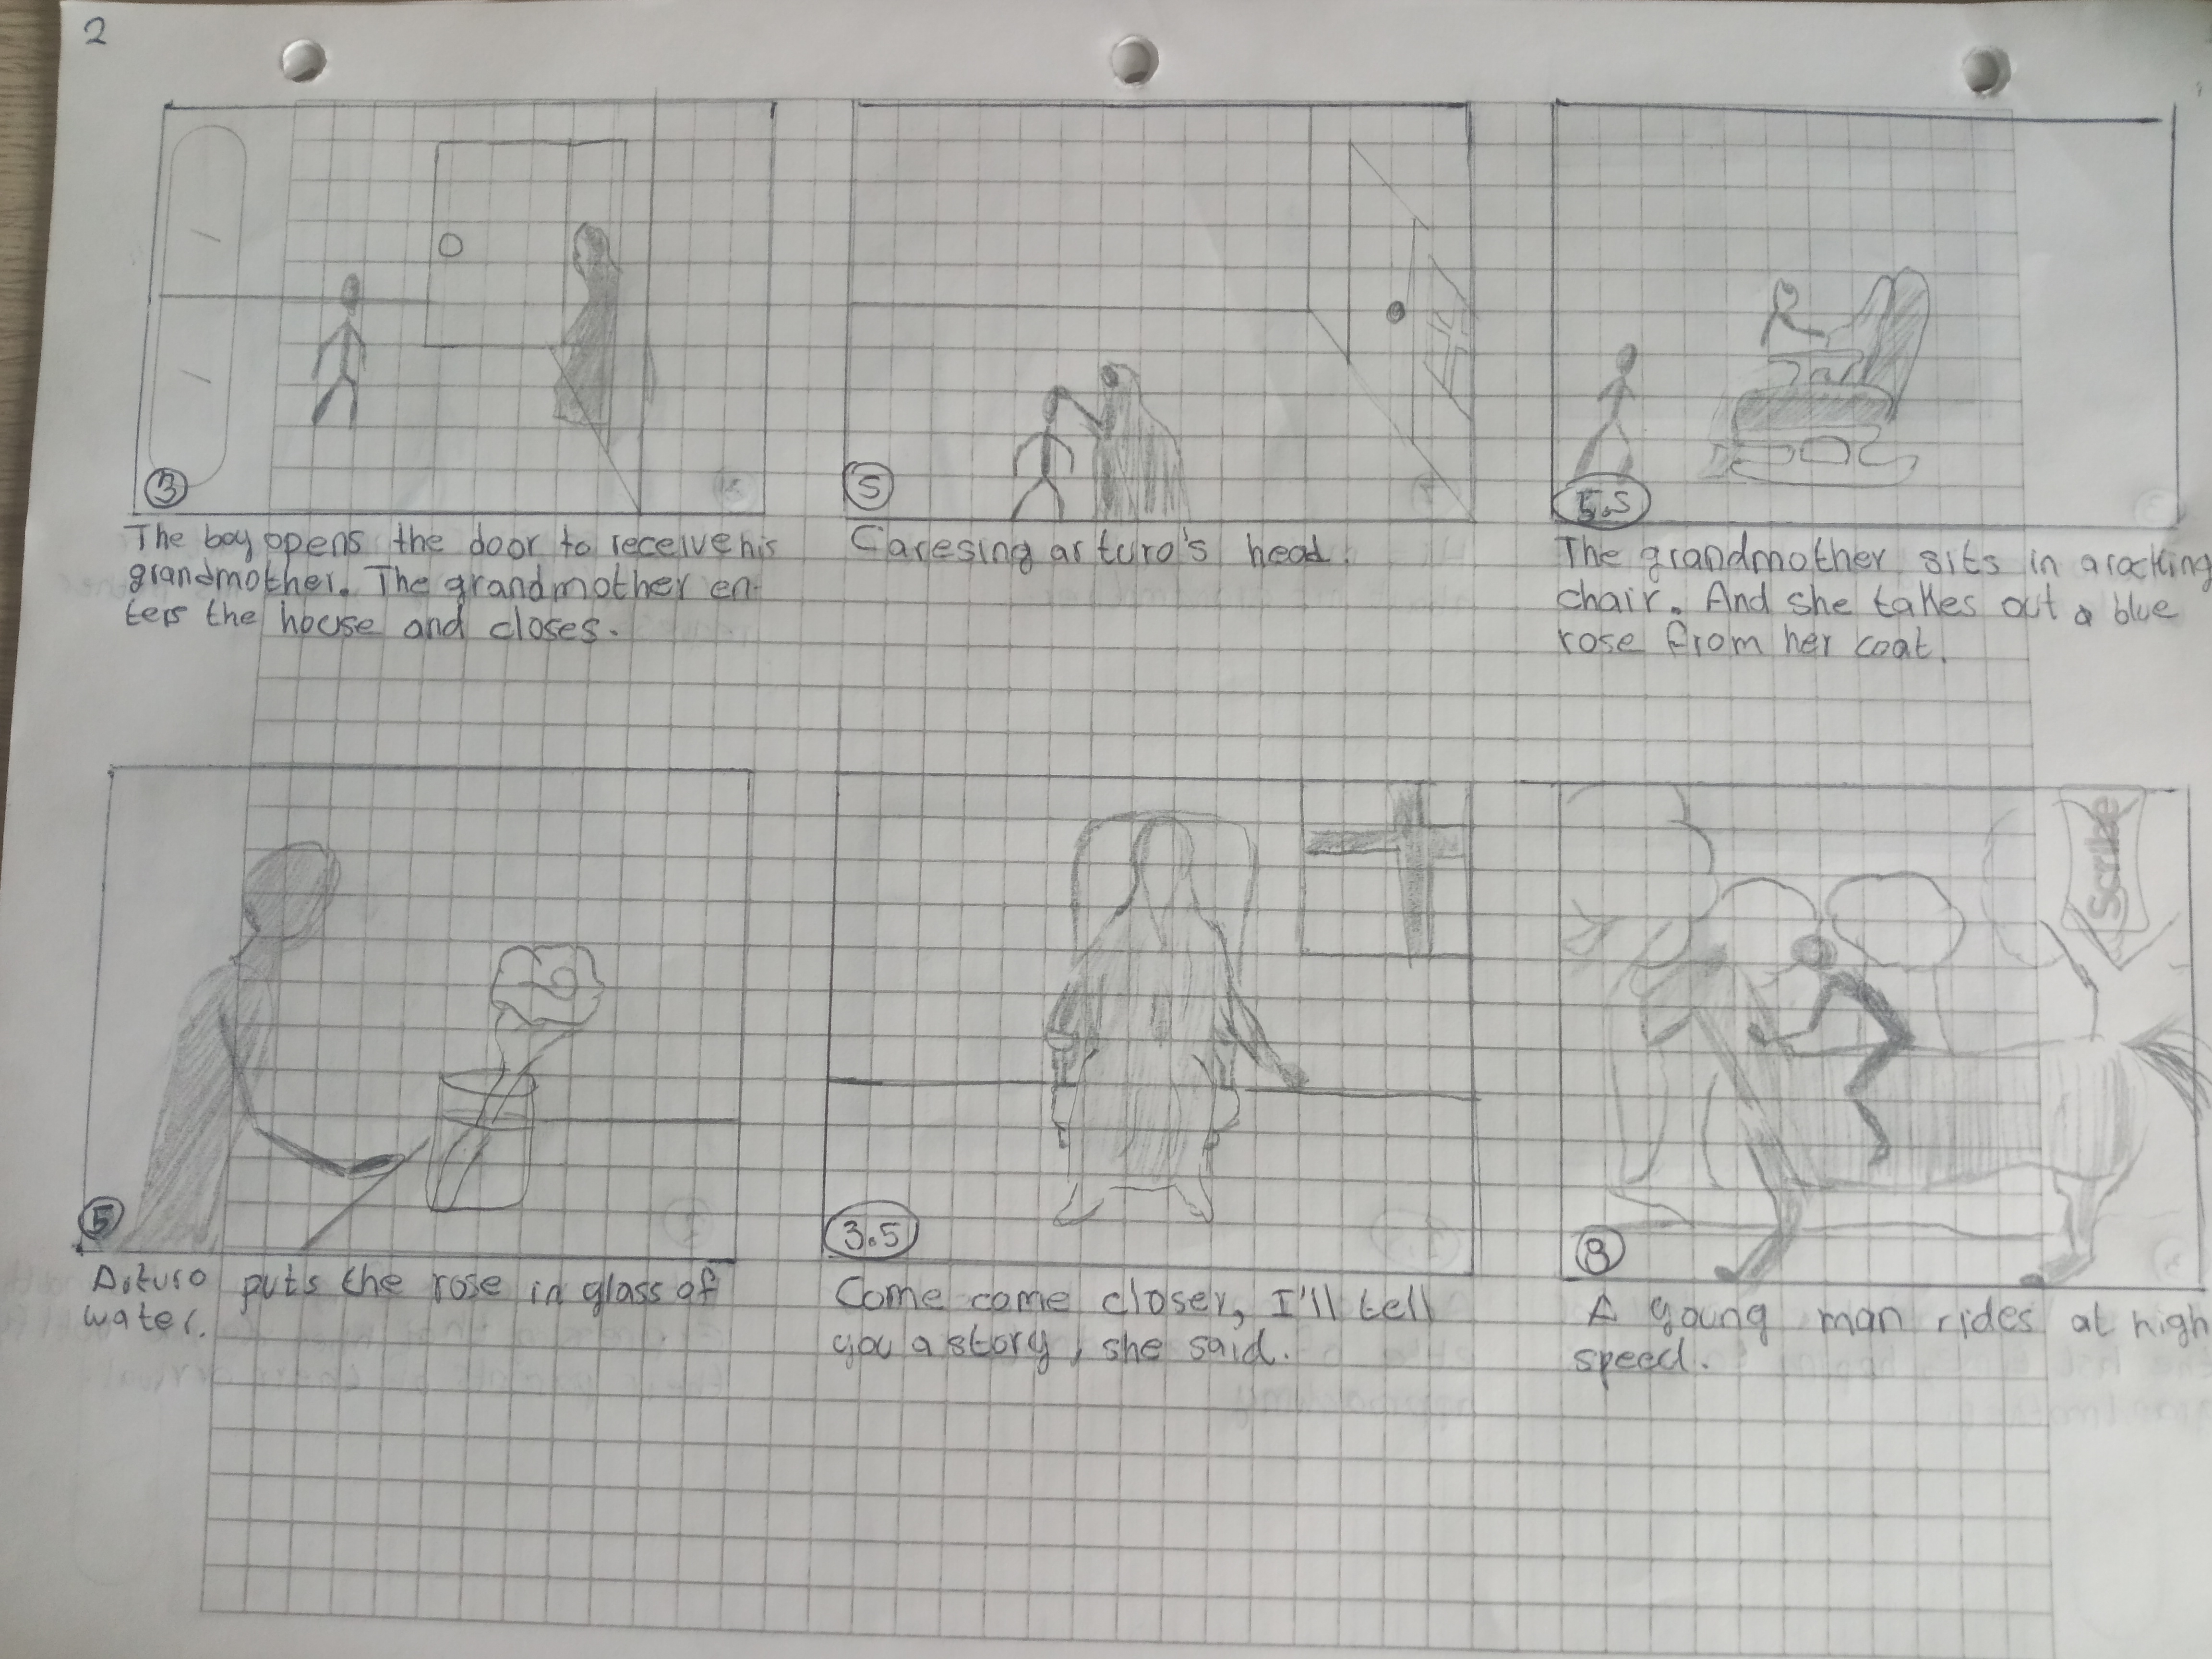 2
3
The boy opens the door to receive his
grandmother. The grandmother en-
ters the house and closes.
5
Caresing arturo's head.
5.5
The grandmother sits in a rocking
chair. And she takes out a blue
rose from her coat.
5
Arturo puts the rose in glass of
water.
3.5
Come come closer, I'll tell
you a story, she said.
Scribe
8
A young man rides at high
speed.